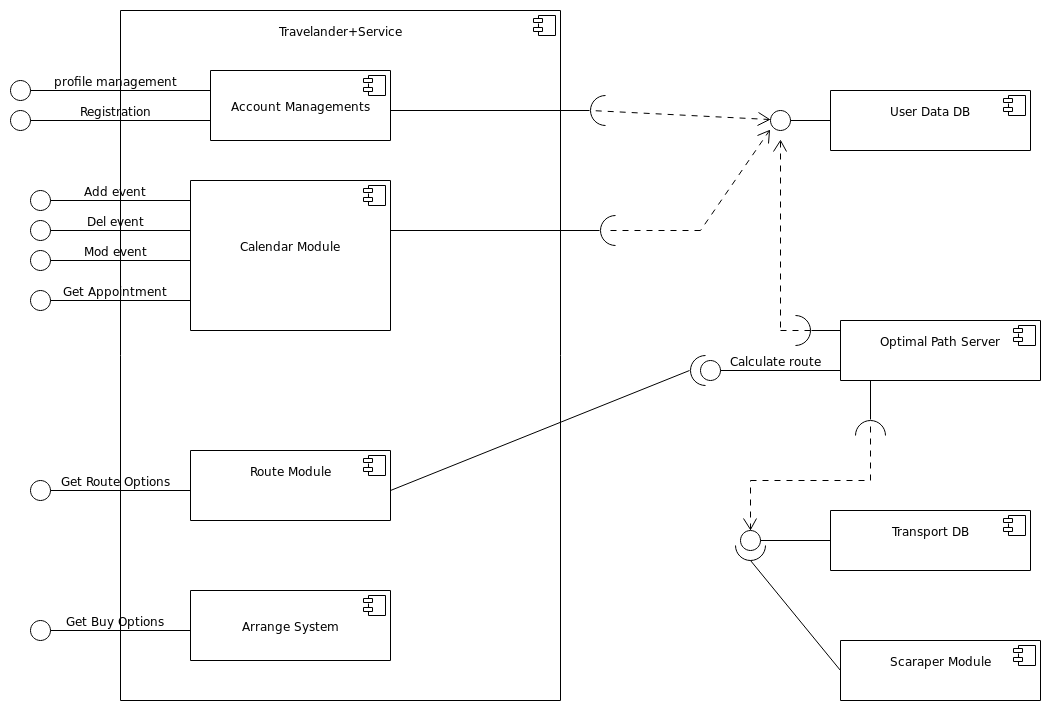 Travelander+Service
profile management
Registration
Account Managements
User Data DB
Add event
Del event
Mod event
Get Appointment
Calendar Module
Optimal Path Server
Calculate route
Route Module
Get Route Options
Transport DB
Get Buy Options
Arrange System
Scaraper Module